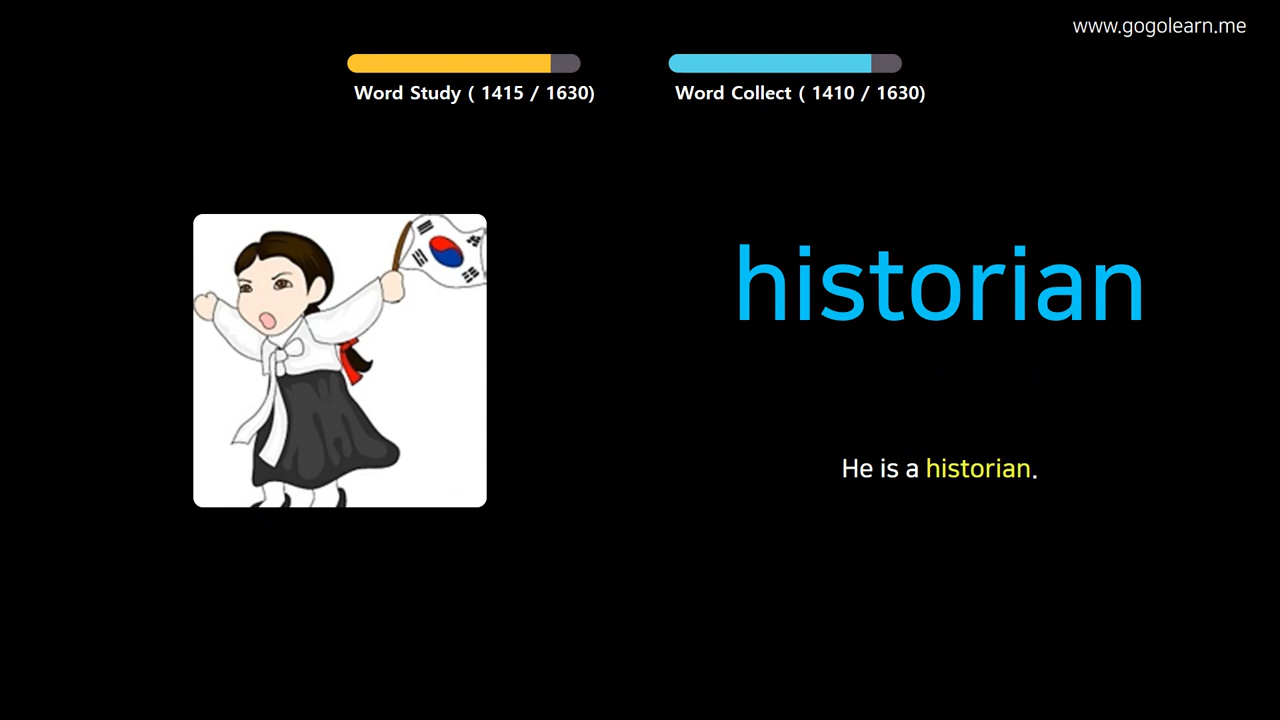 www.gogolearn.me
Word Study ( 1415 / 1630)
Word Collect ( 1410 / 1630)
historian
He is a historian.